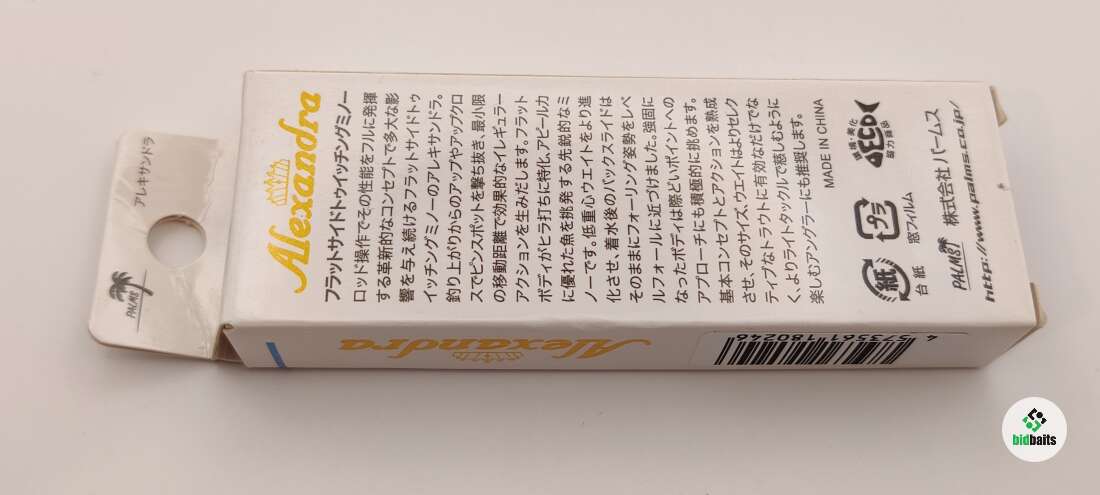 アレキサンドラ
PALMS
Alexandra
フラットサイドトゥイッチングミノー
ロッド操作でその性能をフルに発揮
する革新的なコンセプトで多大な影
響を与え続けるフラットサイドトゥ
イッチングミノーのアレキサンドラ。
釣り上がりからのアップやアップクロ
スでピンスポットを撃ち抜き、最小限
の移動距離で効果的なイレギュラー
アクションを生みだします。フラット
ボディがヒラ打ちに特化、アピール力
に優れた魚を挑発する先鋭的なミ
ノーです。低重心ウエイトをより進
化させ、着水後のバックスライドは
そのままにフォーリング姿勢をレベ
ルフォールに近づけました。強固に
なったボディは際どいポイントへの
アプローチにも積極的に挑めます。
基本コンセプトとアクションを熟成
させ、そのサイズ、ウエイトはよりセレク
ティブなトラウトに有効なだけでな
く、よりライトタックルで慈しむように
楽しむアングラーにも推奨します。
MADE IN CHINA
紙
台紙
プラ
窓フィルム
環境・美化
ECO
協力商品
PALMS 株式会社 パームス
http://www.palms.co.jp/
Alexandra
4 573561 180246
bidbaits